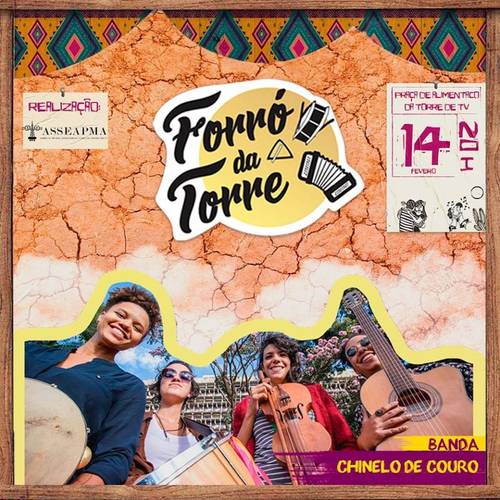 REALIZAÇÃO:
ASSEAPMA
Forró
da
Torre
PRAÇA DE ALIMENTAÇÃO
DA TORRE DE TV
14
FEVEREIRO
20H
BANDA
CHINELO DE COURO